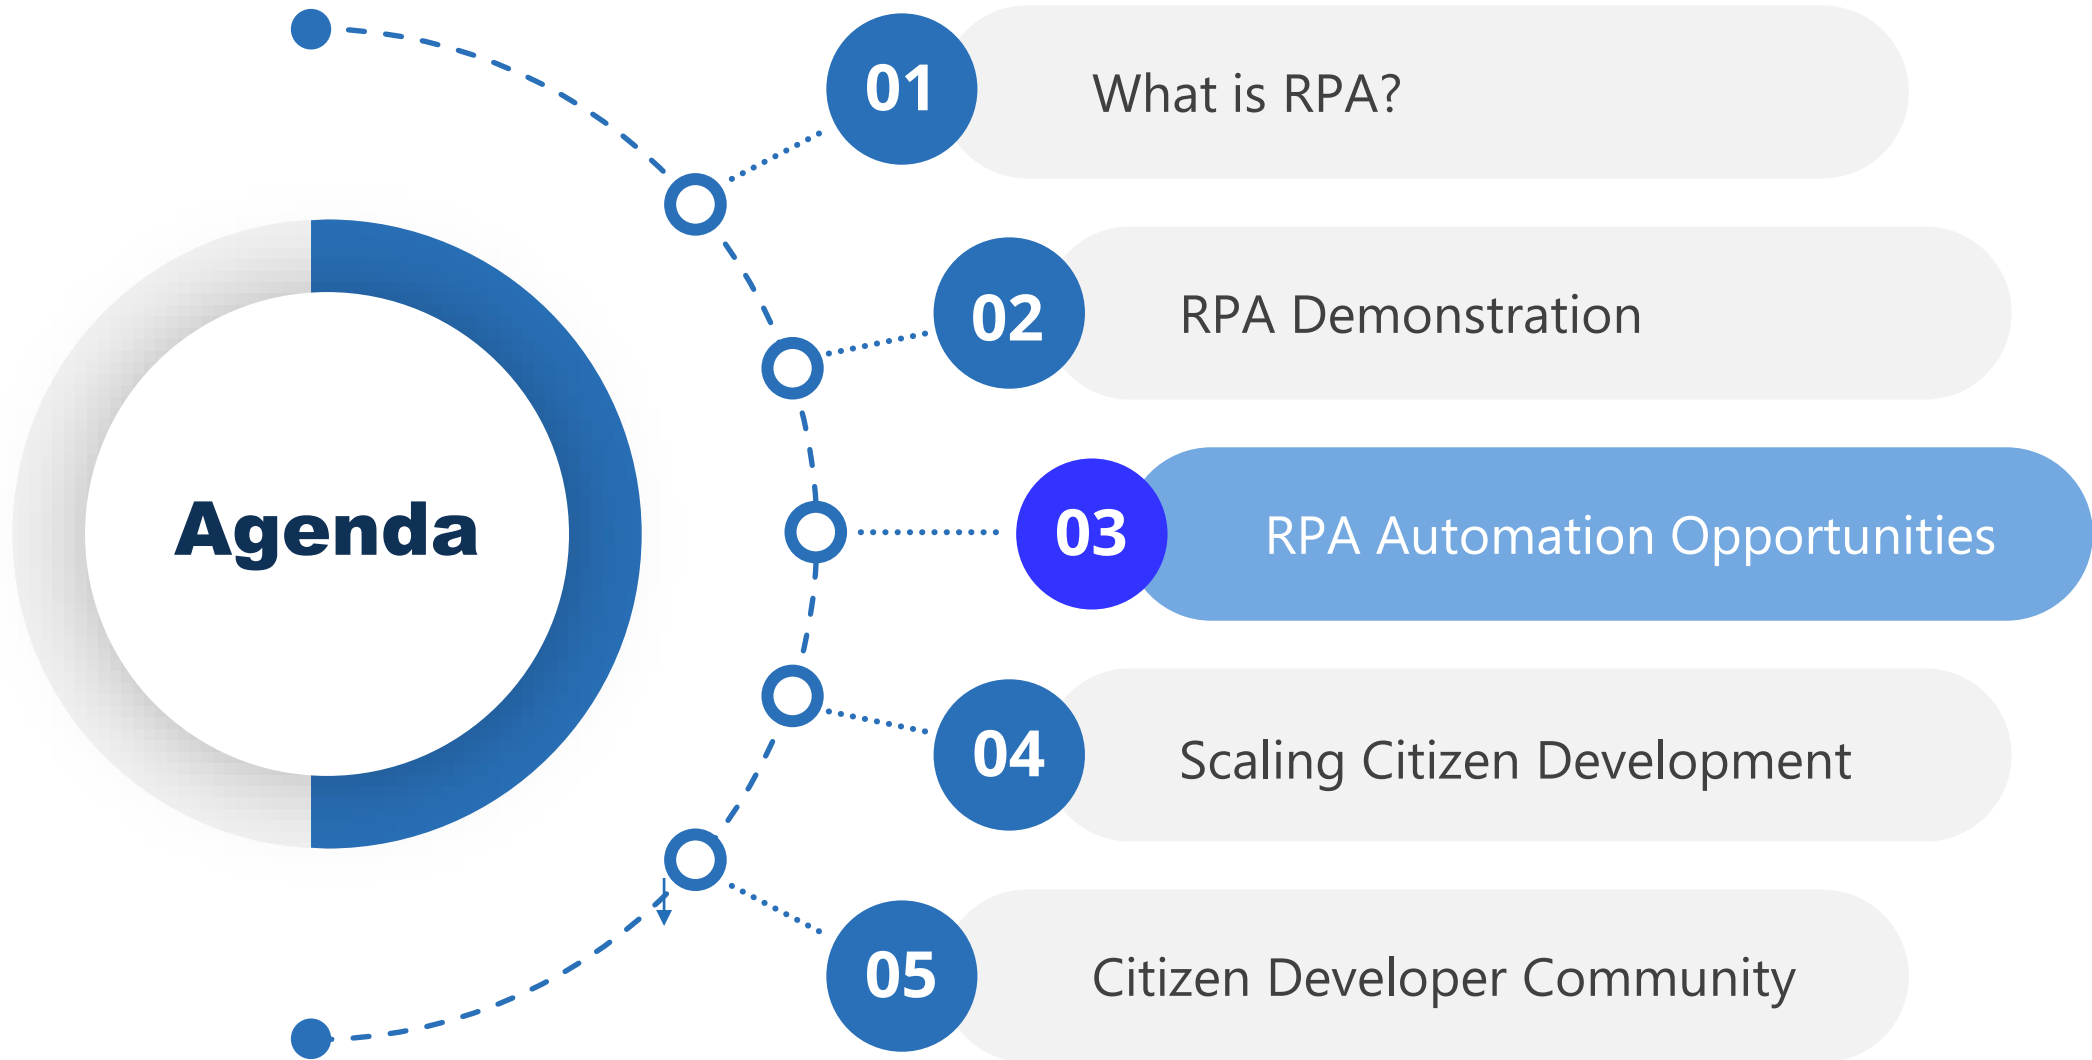 Agenda
01
What is RPA?
02
RPA Demonstration
03
RPA Automation Opportunities
04
Scaling Citizen Development
05
Citizen Developer Community